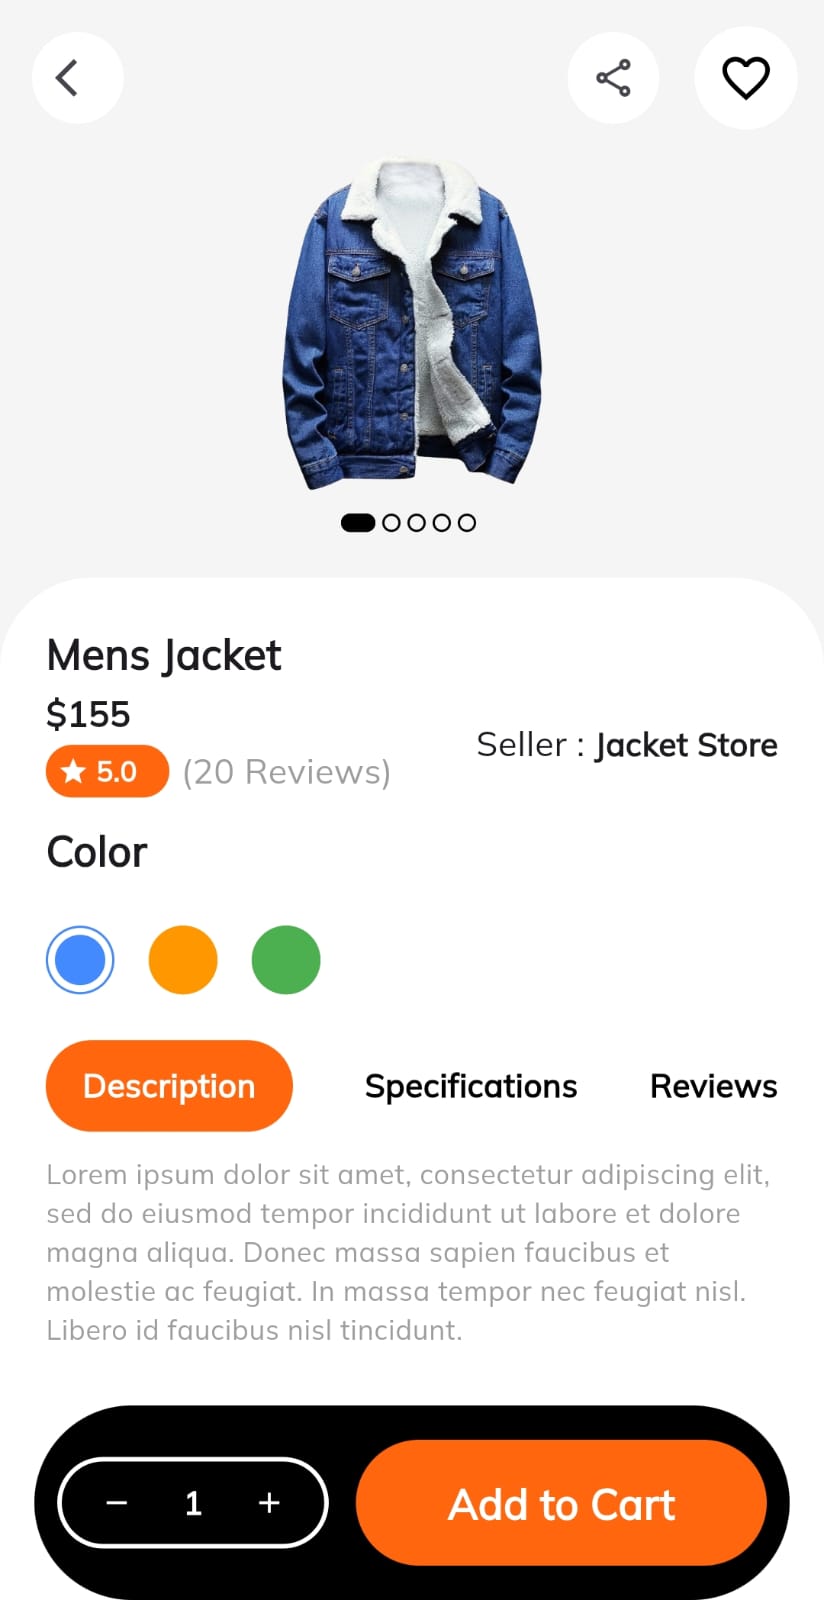 Mens Jacket
$155
Seller : Jacket Store
5.0 (20 Reviews)
Color
Description Specifications Reviews
Lorem ipsum dolor sit amet, consectetur adipiscing elit,
sed do eiusmod tempor incididunt ut labore et dolore
magna aliqua. Donec massa sapien faucibus et
molestie ac feugiat. In massa tempor nec feugiat nisl.
Libero id faucibus nisl tincidunt.
− 1 + Add to Cart